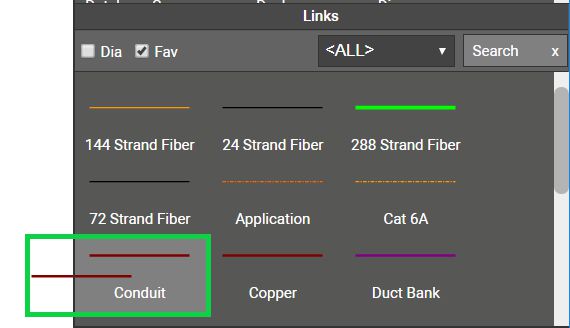 Links
Dia Fav <ALL> Search x
144 Strand Fiber 24 Strand Fiber 288 Strand Fiber
72 Strand Fiber Application Cat 6A
Conduit Copper Duct Bank